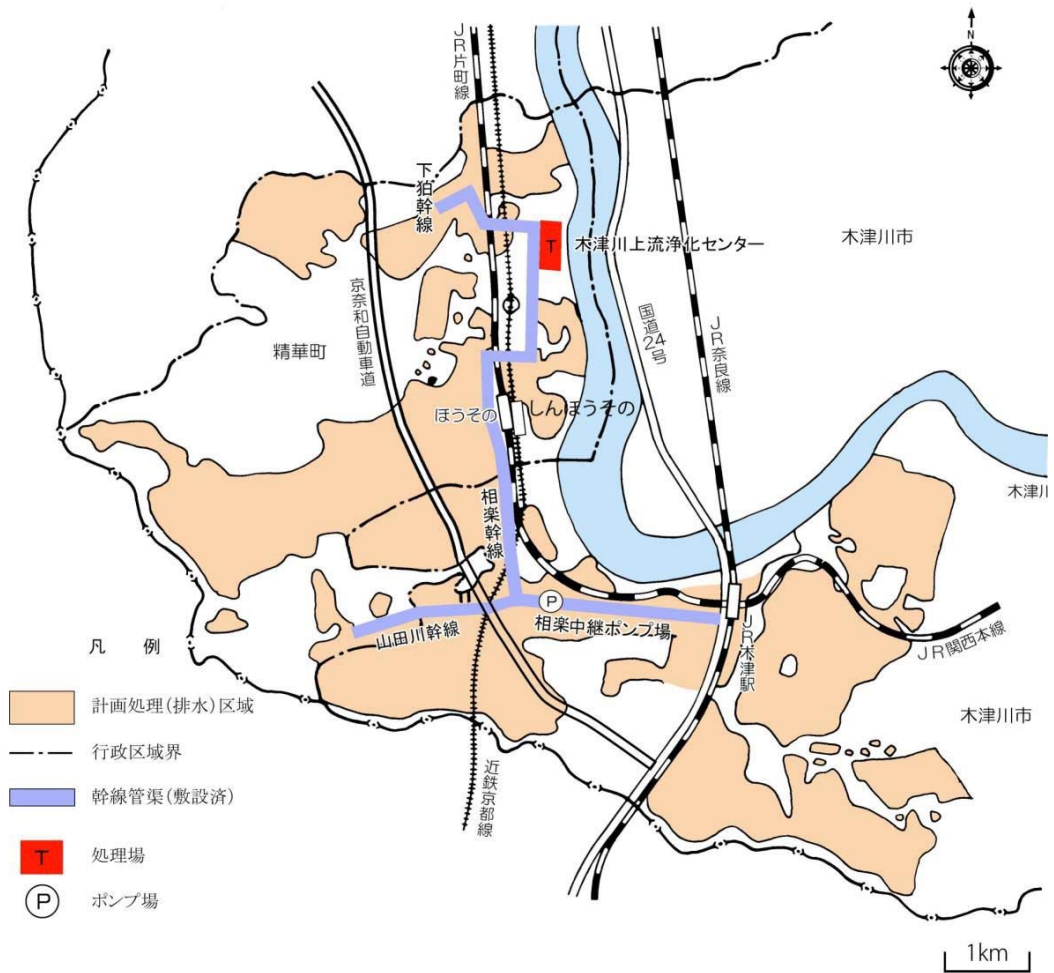 JR片町線
下狛幹線
T
木津川上流浄化センター
木津川市
京奈和自動車道
国道24号
JR奈良線
精華町
ほうその
しんほうその
木津川
相楽幹線
P
山田川幹線
相楽中継ポンプ場
JR木津駅
JR関西本線
木津川市
近鉄京都線
凡 例
計画処理(排水)区域
行政区域界
幹線管渠(敷設済)
T 処理場
P ポンプ場
1km